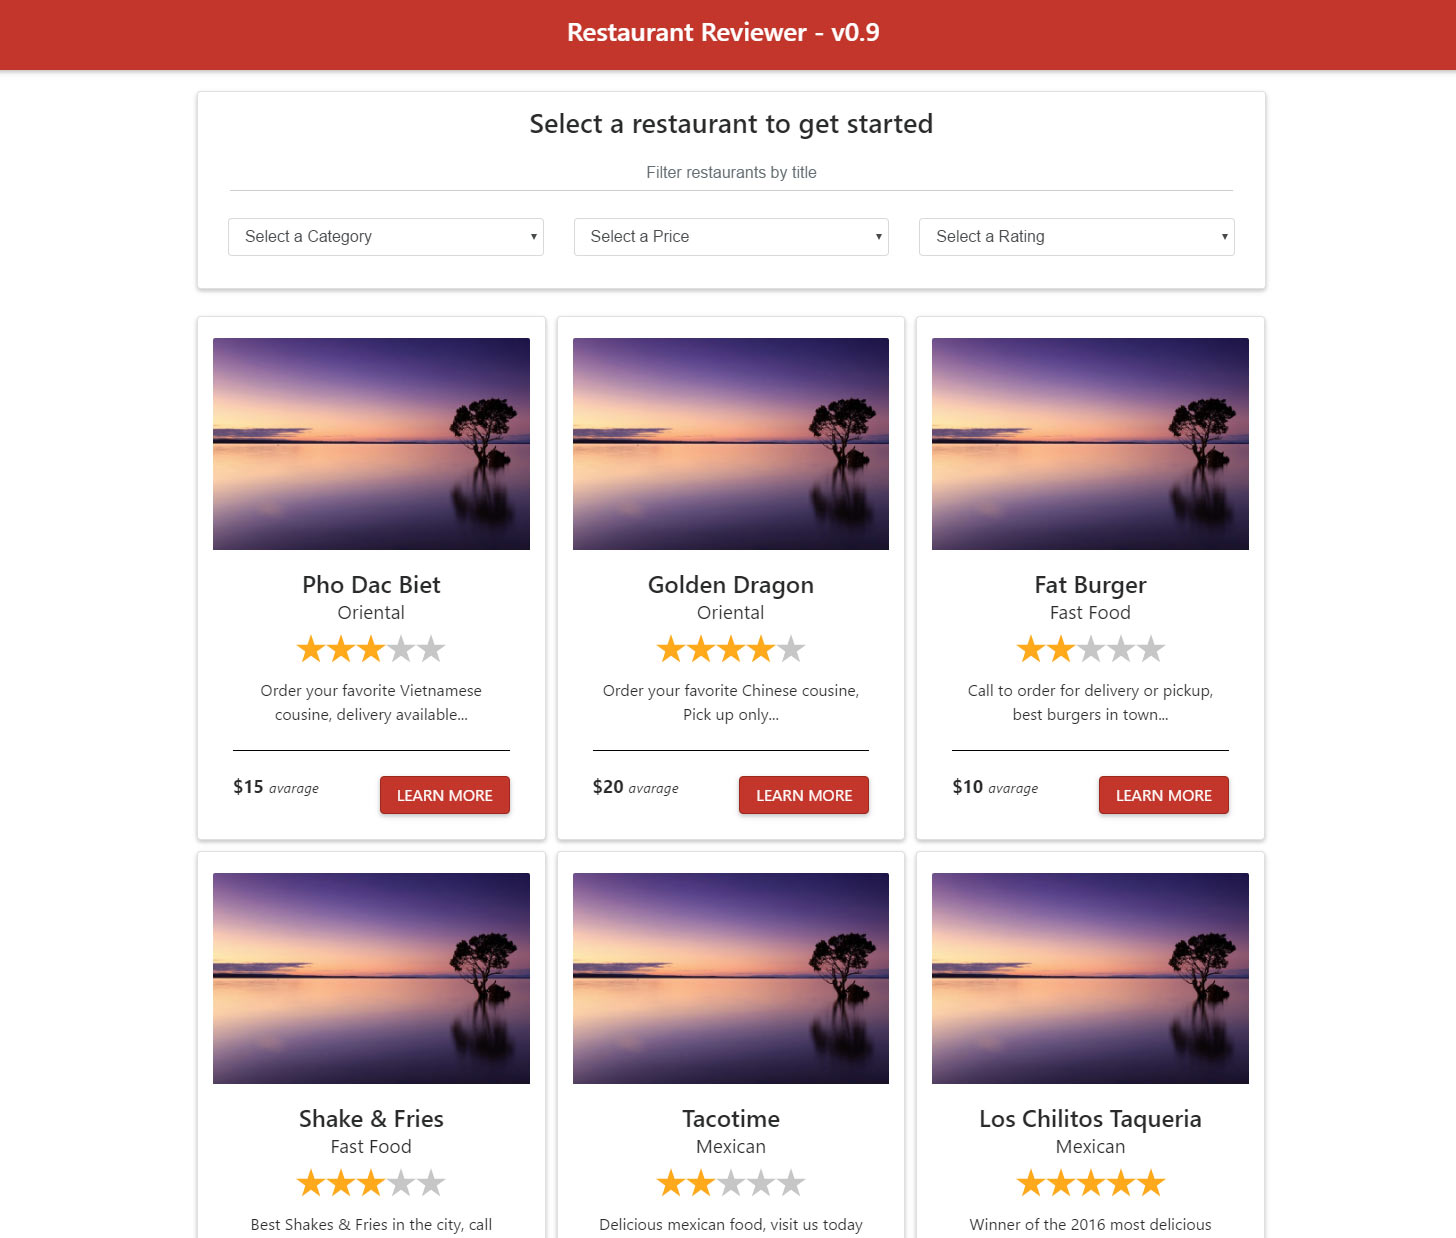 Restaurant Reviewer - v0.9
Select a restaurant to get started
Filter restaurants by title
Select a Category
Select a Price
Select a Rating
Pho Dac Biet
Oriental
Order your favorite Vietnamese
cousine, delivery available...
$15 avarage
LEARN MORE
Golden Dragon
Oriental
Order your favorite Chinese cousine,
Pick up only...
$20 avarage
LEARN MORE
Fat Burger
Fast Food
Call to order for delivery or pickup,
best burgers in town...
$10 avarage
LEARN MORE
Shake & Fries
Fast Food
Best Shakes & Fries in the city, call
Tacotime
Mexican
Delicious mexican food, visit us today
Los Chilitos Taqueria
Mexican
Winner of the 2016 most delicious